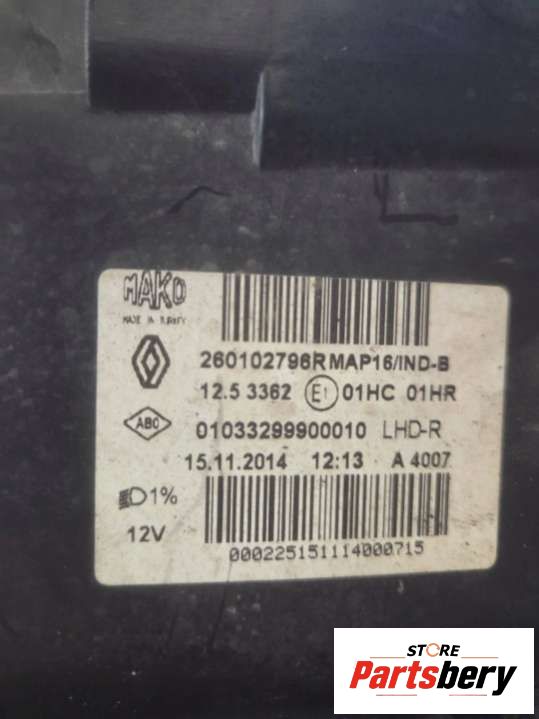 MAKO
MADE IN TURKEY
260102796R MAP16/IND-B
12.5 3362 E1 01HC 01HR
ABO
01033299900010 LHD-R
15.11.2014 12:13 A 4007
1%
12V
000225151114000715
STORE
Partsbery